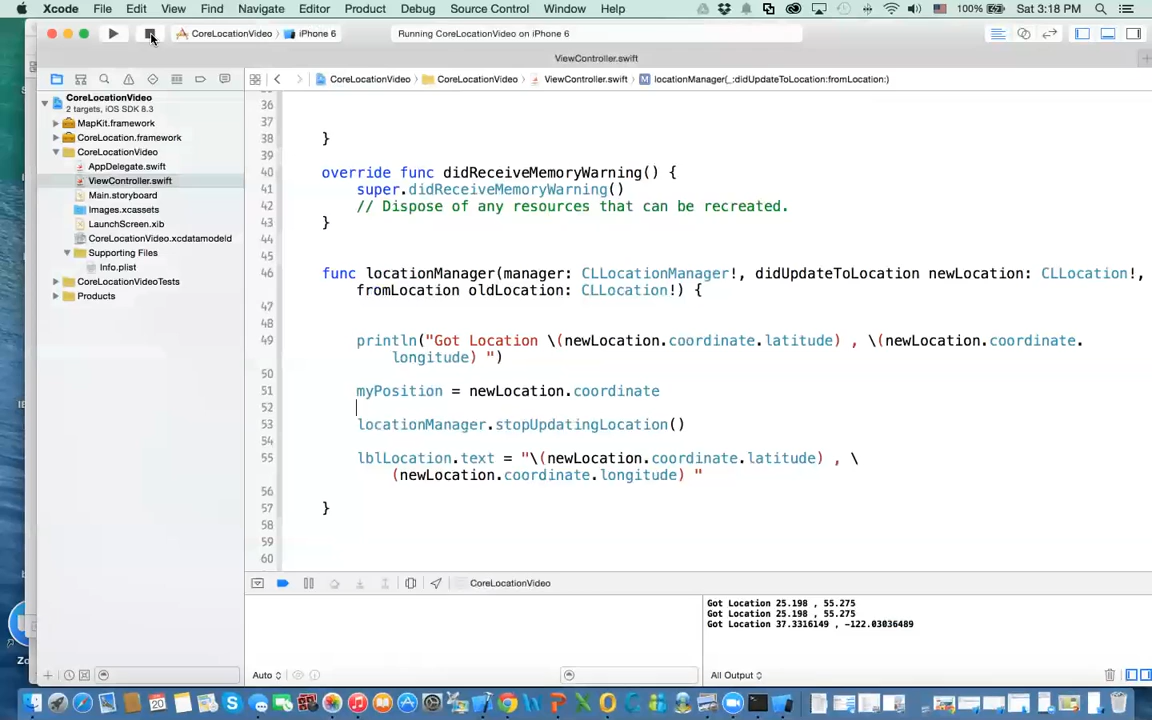 Xcode File Edit View Find Navigate Editor Product Debug Source Control Window Help 100% Sat 3:18 PM
CoreLocationVideo iPhone 6 Running CoreLocationVideo on iPhone 6
ViewController.swift
CoreLocationVideo CoreLocationVideo ViewController.swift M locationManager(_:didUpdateToLocation:fromLocation:)
CoreLocationVideo
2 targets, iOS SDK 8.3
MapKit.framework
CoreLocation.framework
CoreLocationVideo
AppDelegate.swift
ViewController.swift
Main.storyboard
Images.xcassets
LaunchScreen.xib
CoreLocationVideo.xcdatamodeld
Supporting Files
Info.plist
CoreLocationVideoTests
Products
36
37
38 }
39
40 override func didReceiveMemoryWarning() {
41 super.didReceiveMemoryWarning()
42 // Dispose of any resources that can be recreated.
43 }
44
45
46 func locationManager(manager: CLLocationManager!, didUpdateToLocation newLocation: CLLocation!,
fromLocation oldLocation: CLLocation!) {
47
48
49 println("Got Location \(newLocation.coordinate.latitude) , \(newLocation.coordinate.
longitude) ")
50
51 myPosition = newLocation.coordinate
52
53 locationManager.stopUpdatingLocation()
54
55 lblLocation.text = "\(newLocation.coordinate.latitude) , \
(newLocation.coordinate.longitude) "
56
57 }
58
59
60
CoreLocationVideo
Got Location 25.198 , 55.275
Got Location 25.198 , 55.275
Got Location 37.3316149 , -122.03036489
Auto
All Output
20